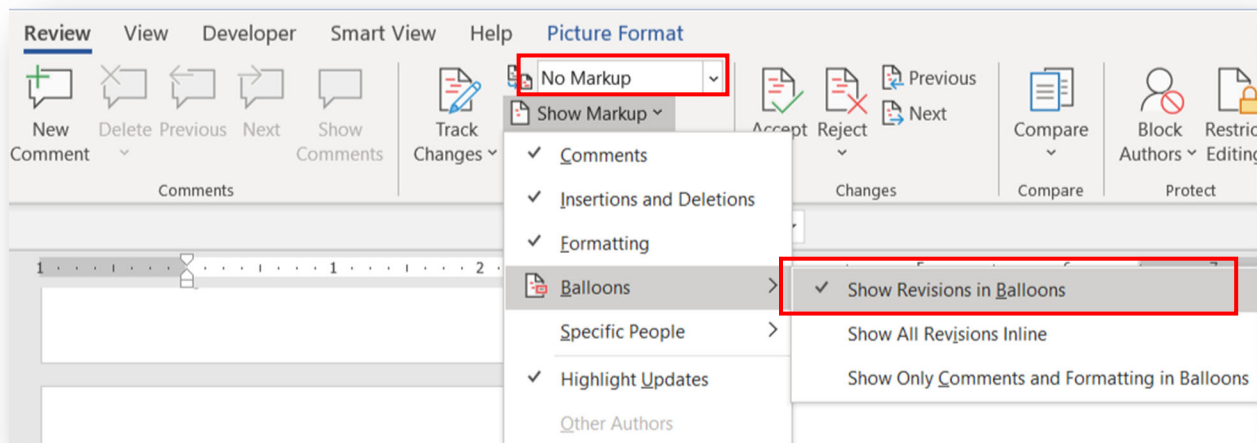 Review View Developer Smart View Help Picture Format
No Markup
Show Markup
New Comment
Delete
Previous
Next
Show Comments
Comments
Track Changes
Accept
Reject
Previous
Next
Changes
Compare
Compare
Block Authors
Protect
Comments
Insertions and Deletions
Formatting
Balloons
Specific People
Highlight Updates
Other Authors
Show Revisions in Balloons
Show All Revisions Inline
Show Only Comments and Formatting in Balloons
1 1 2